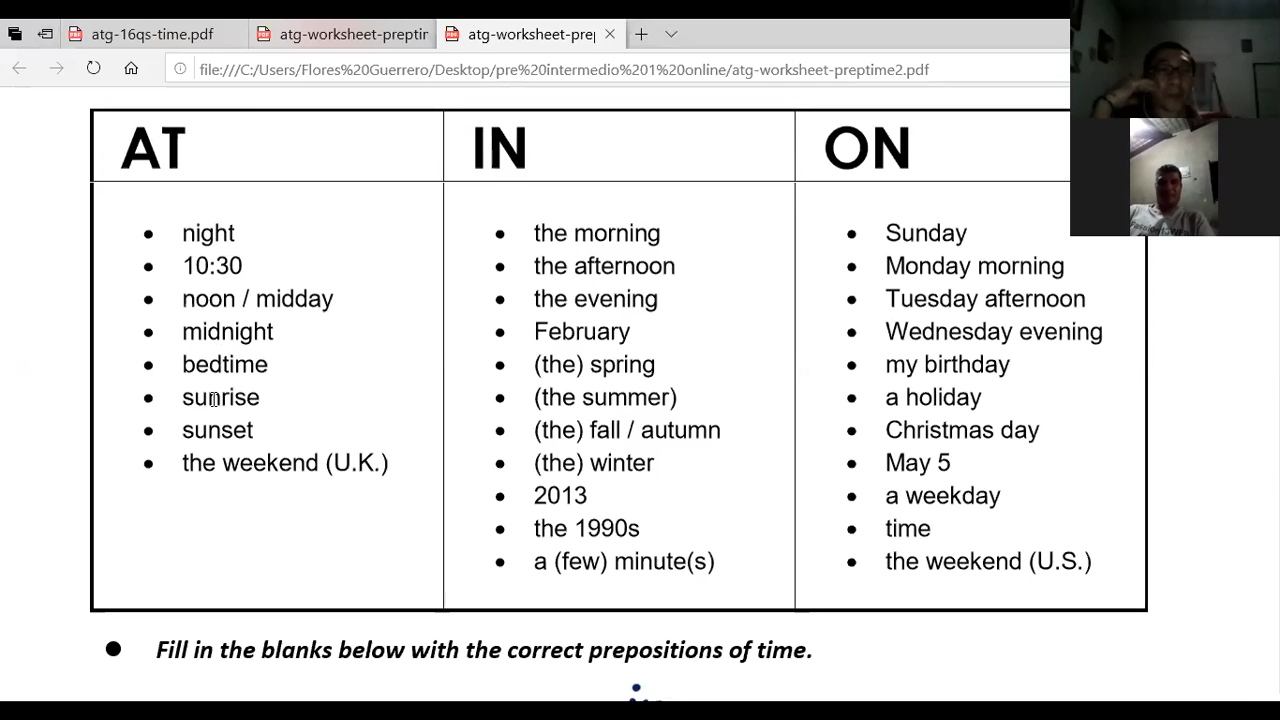 atg-16qs-time.pdf
atg-worksheet-preptir
atg-worksheet-prep
file:///C:/Users/Flores%20Guerrero/Desktop/pre%20intermedio%201%20online/atg-worksheet-preptime2.pdf
AT
IN
ON
• night
• 10:30
• noon / midday
• midnight
• bedtime
• sunrise
• sunset
• the weekend (U.K.)
• the morning
• the afternoon
• the evening
• February
• (the) spring
• (the summer)
• (the) fall / autumn
• (the) winter
• 2013
• the 1990s
• a (few) minute(s)
• Sunday
• Monday morning
• Tuesday afternoon
• Wednesday evening
• my birthday
• a holiday
• Christmas day
• May 5
• a weekday
• time
• the weekend (U.S.)
• Fill in the blanks below with the correct prepositions of time.